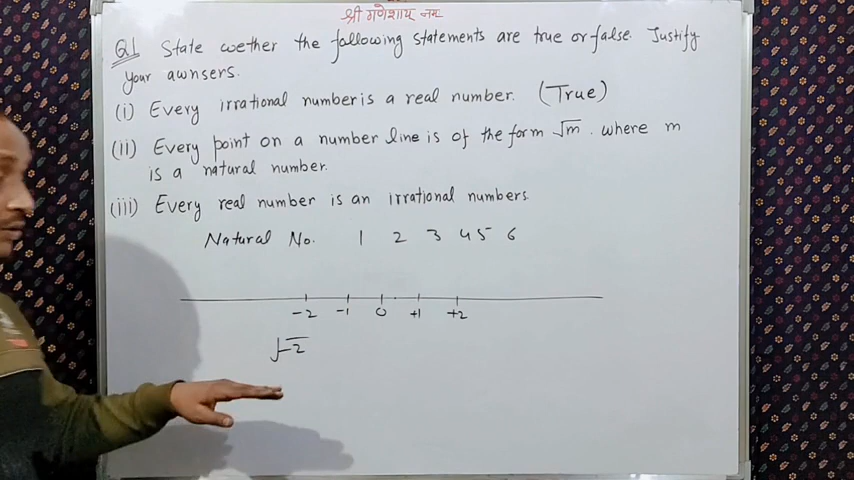 श्री गणेशाय नमः
Q1 State wether the following statements are true or false. Justify
your awnsers.
(i) Every irrational number is a real number. (True)
(ii) Every point on a number line is of the form √m. where m
is a natural number.
(iii) Every real number is an irrational numbers.
Natural No. 1 2 3 4 5 6
-2 -1 0 +1 +2
√-2